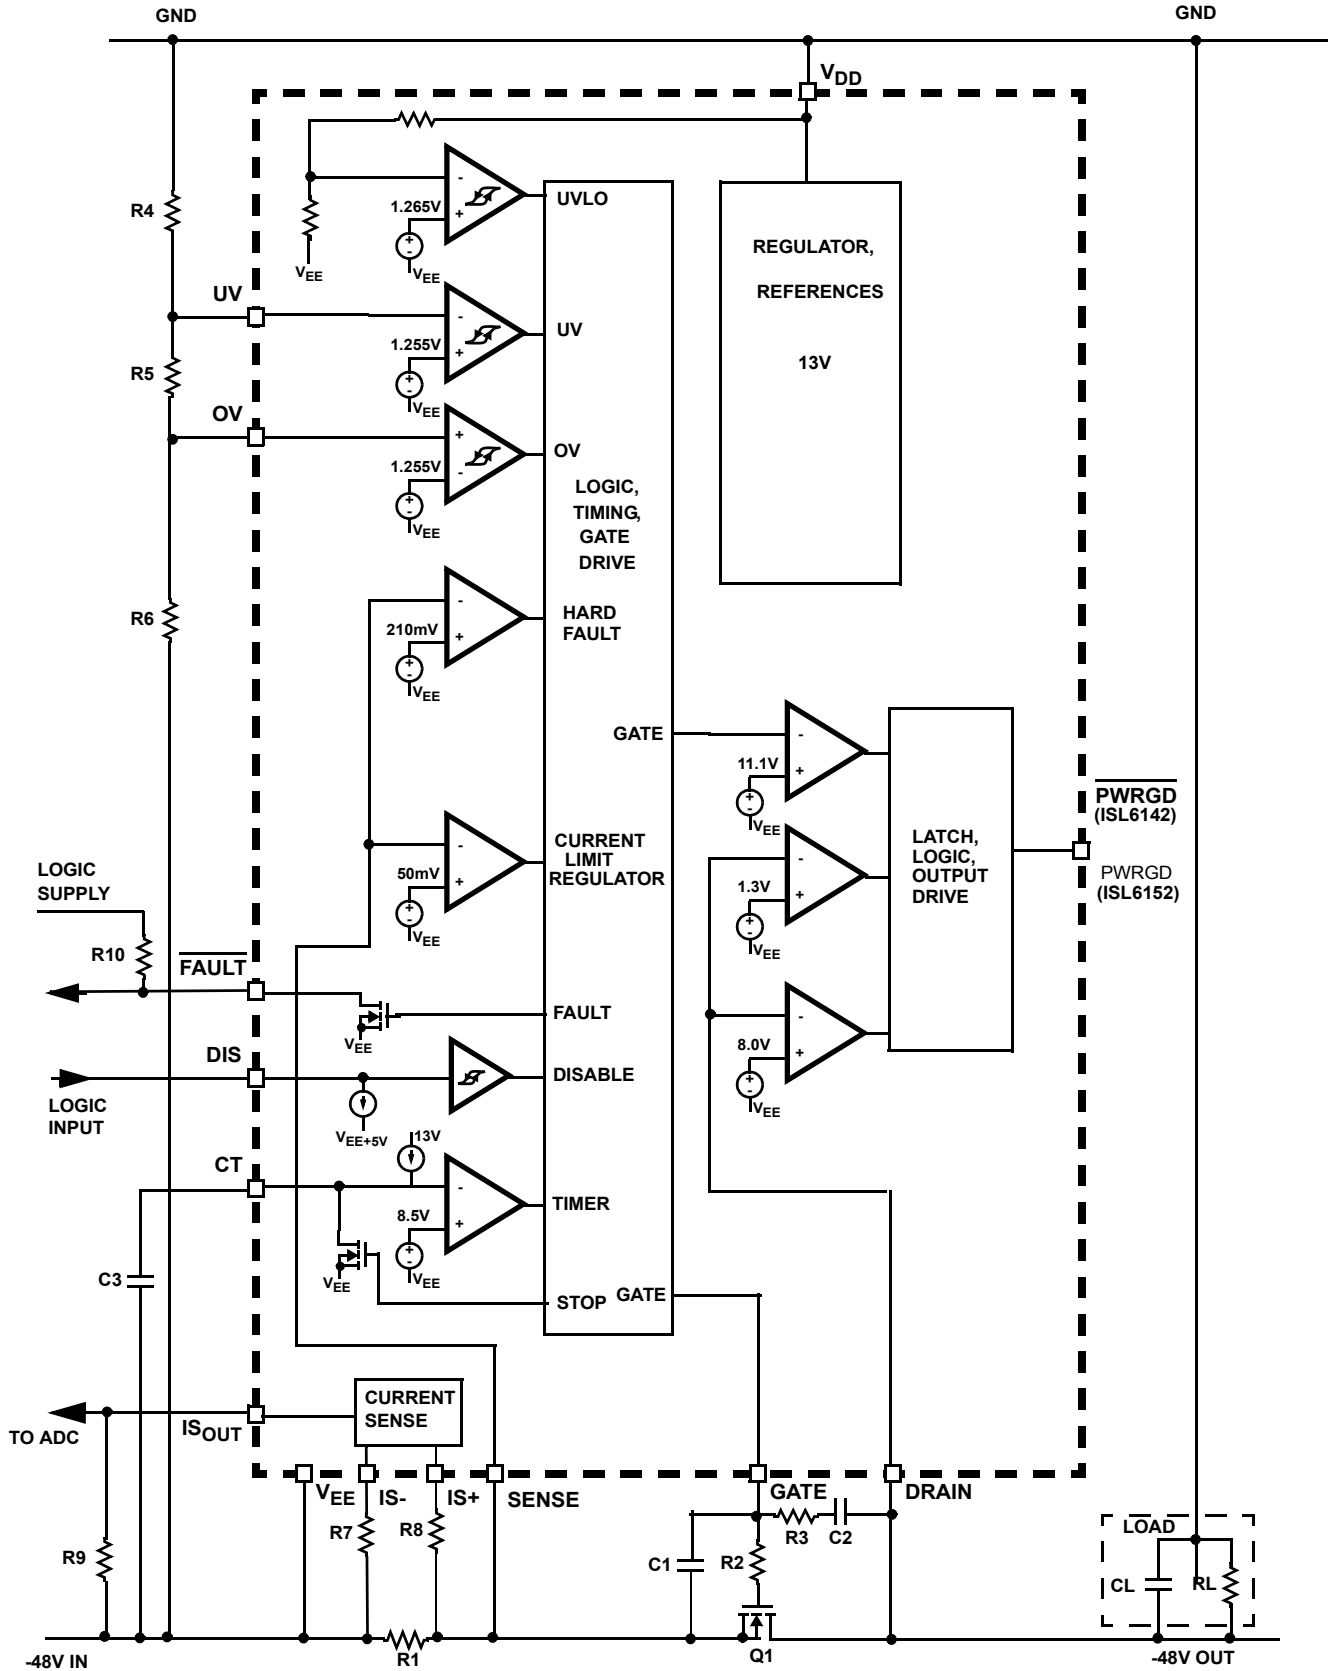 GND
GND
VDD
R4
UVLO
1.265V
+
-
VEE
VEE
-
+
REGULATOR,
REFERENCES
13V
UV
UV
1.255V
+
-
VEE
-
+
R5
OV
OV
1.255V
+
-
VEE
+
-
LOGIC,
TIMING,
GATE
DRIVE
R6
HARD
FAULT
210mV
+
-
VEE
-
+
GATE
11.1V
+
-
VEE
-
+
PWRGD
(ISL6142)
PWRGD
(ISL6152)
CURRENT
LIMIT
REGULATOR
50mV
+
-
VEE
-
+
1.3V
+
-
VEE
-
+
LATCH,
LOGIC,
OUTPUT
DRIVE
LOGIC
SUPPLY
R10
FAULT
FAULT
VEE
8.0V
+
-
VEE
-
+
DIS
DISABLE
LOGIC
INPUT
VEE+5V
13V
CT
TIMER
8.5V
+
-
VEE
-
+
C3
VEE
STOP
GATE
CURRENT
SENSE
TO ADC
ISOUT
VEE
IS-
IS+
SENSE
GATE
DRAIN
R7
R8
R3
C2
LOAD
R9
C1
R2
CL
RL
-48V IN
R1
Q1
-48V OUT